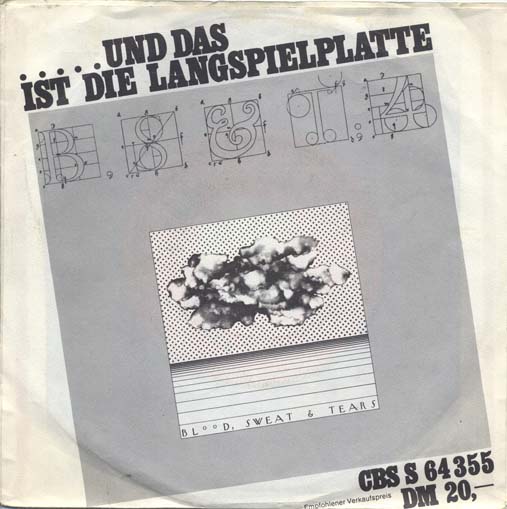 .....UND DAS
IST DIE LANGSPIELPLATTE
B, S & T. 4
BLOOD, SWEAT & TEARS
CBS S 64 355
Empfohlener Verkaufspreis
DM 20,—